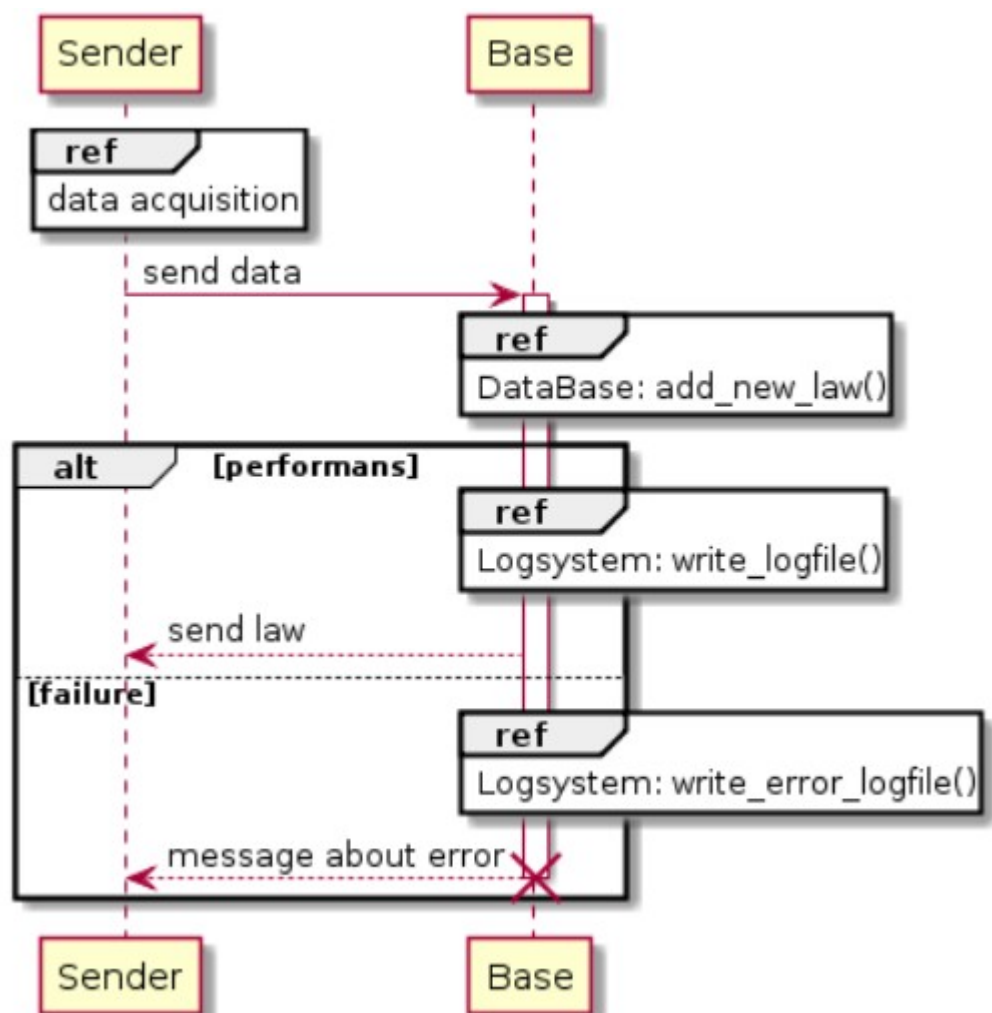 Sender
Base
ref
data acquisition
send data
ref
DataBase: add_new_law()
alt [performans]
ref
Logsystem: write_logfile()
send law
[failure]
ref
Logsystem: write_error_logfile()
message about error
Sender
Base